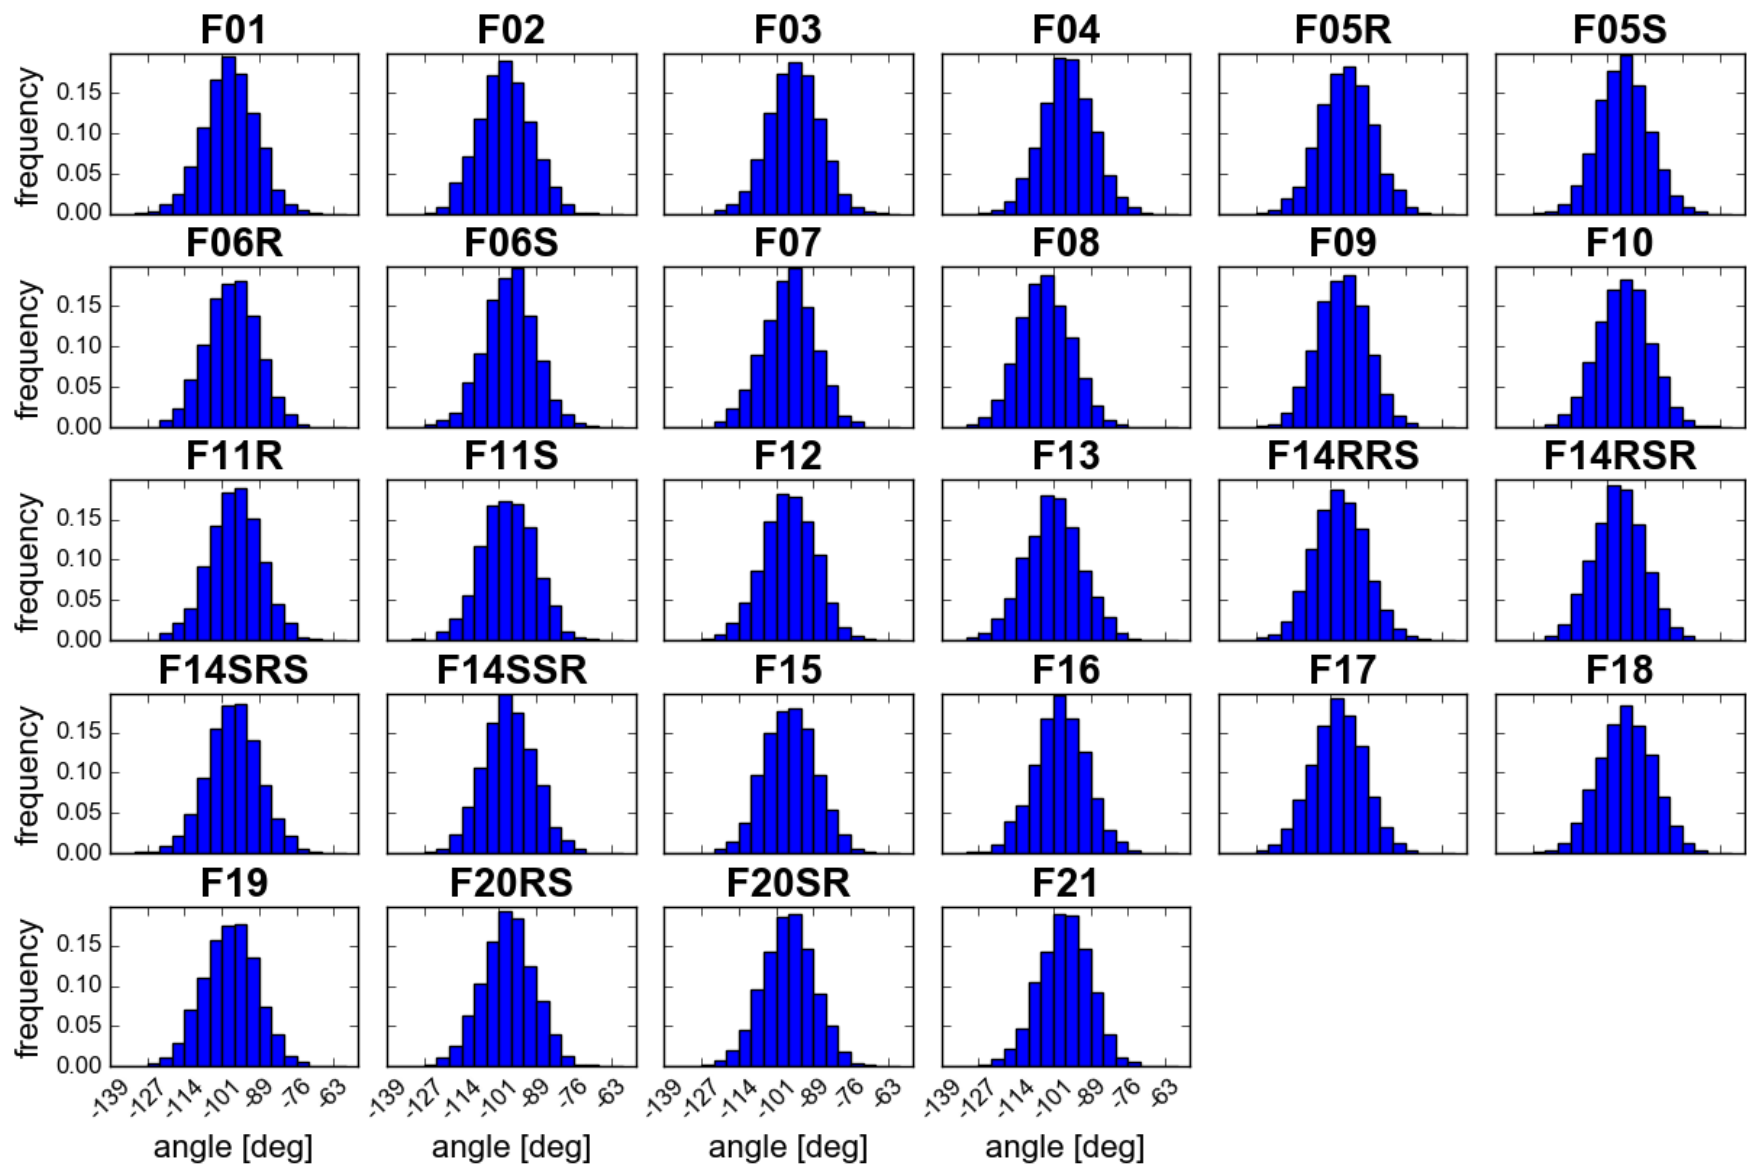 F01 F02 F03 F04 F05R F05S
frequency 0.15 0.10 0.05 0.00
F06R F06S F07 F08 F09 F10
frequency 0.15 0.10 0.05 0.00
F11R F11S F12 F13 F14RRS F14RSR
frequency 0.15 0.10 0.05 0.00
F14SRS F14SSR F15 F16 F17 F18
frequency 0.15 0.10 0.05 0.00
F19 F20RS F20SR F21
frequency 0.15 0.10 0.05 0.00
-139 -127 -114 -101 -89 -76 -63 -139 -127 -114 -101 -89 -76 -63 -139 -127 -114 -101 -89 -76 -63 -139 -127 -114 -101 -89 -76 -63
angle [deg] angle [deg] angle [deg] angle [deg]